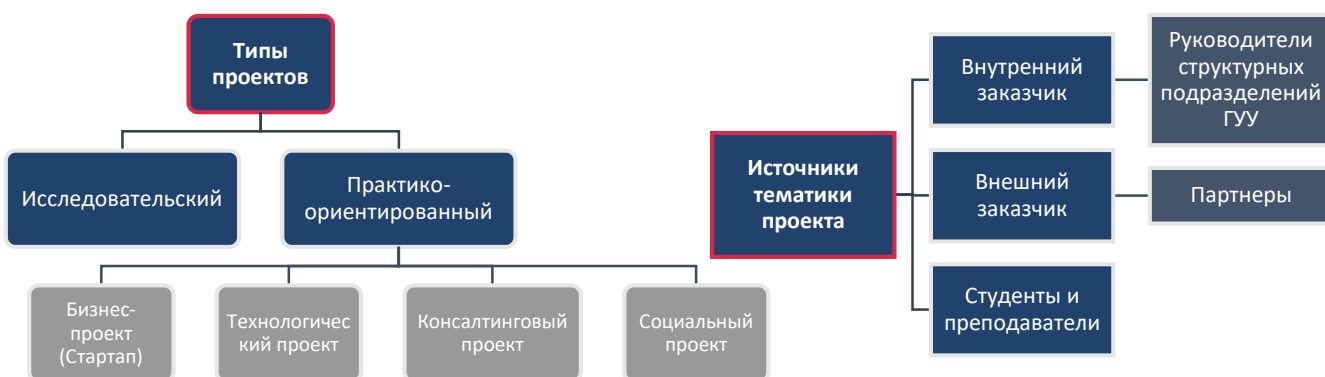 Типы
проектов
Исследовательский
Практико-
ориентированный
Бизнес-
проект
(Стартап)
Технологичес
кий проект
Консалтинговый
проект
Социальный
проект
Источники
тематики
проекта
Внутренний
заказчик
Руководители
структурных
подразделений
ГУУ
Внешний
заказчик
Партнеры
Студенты и
преподаватели